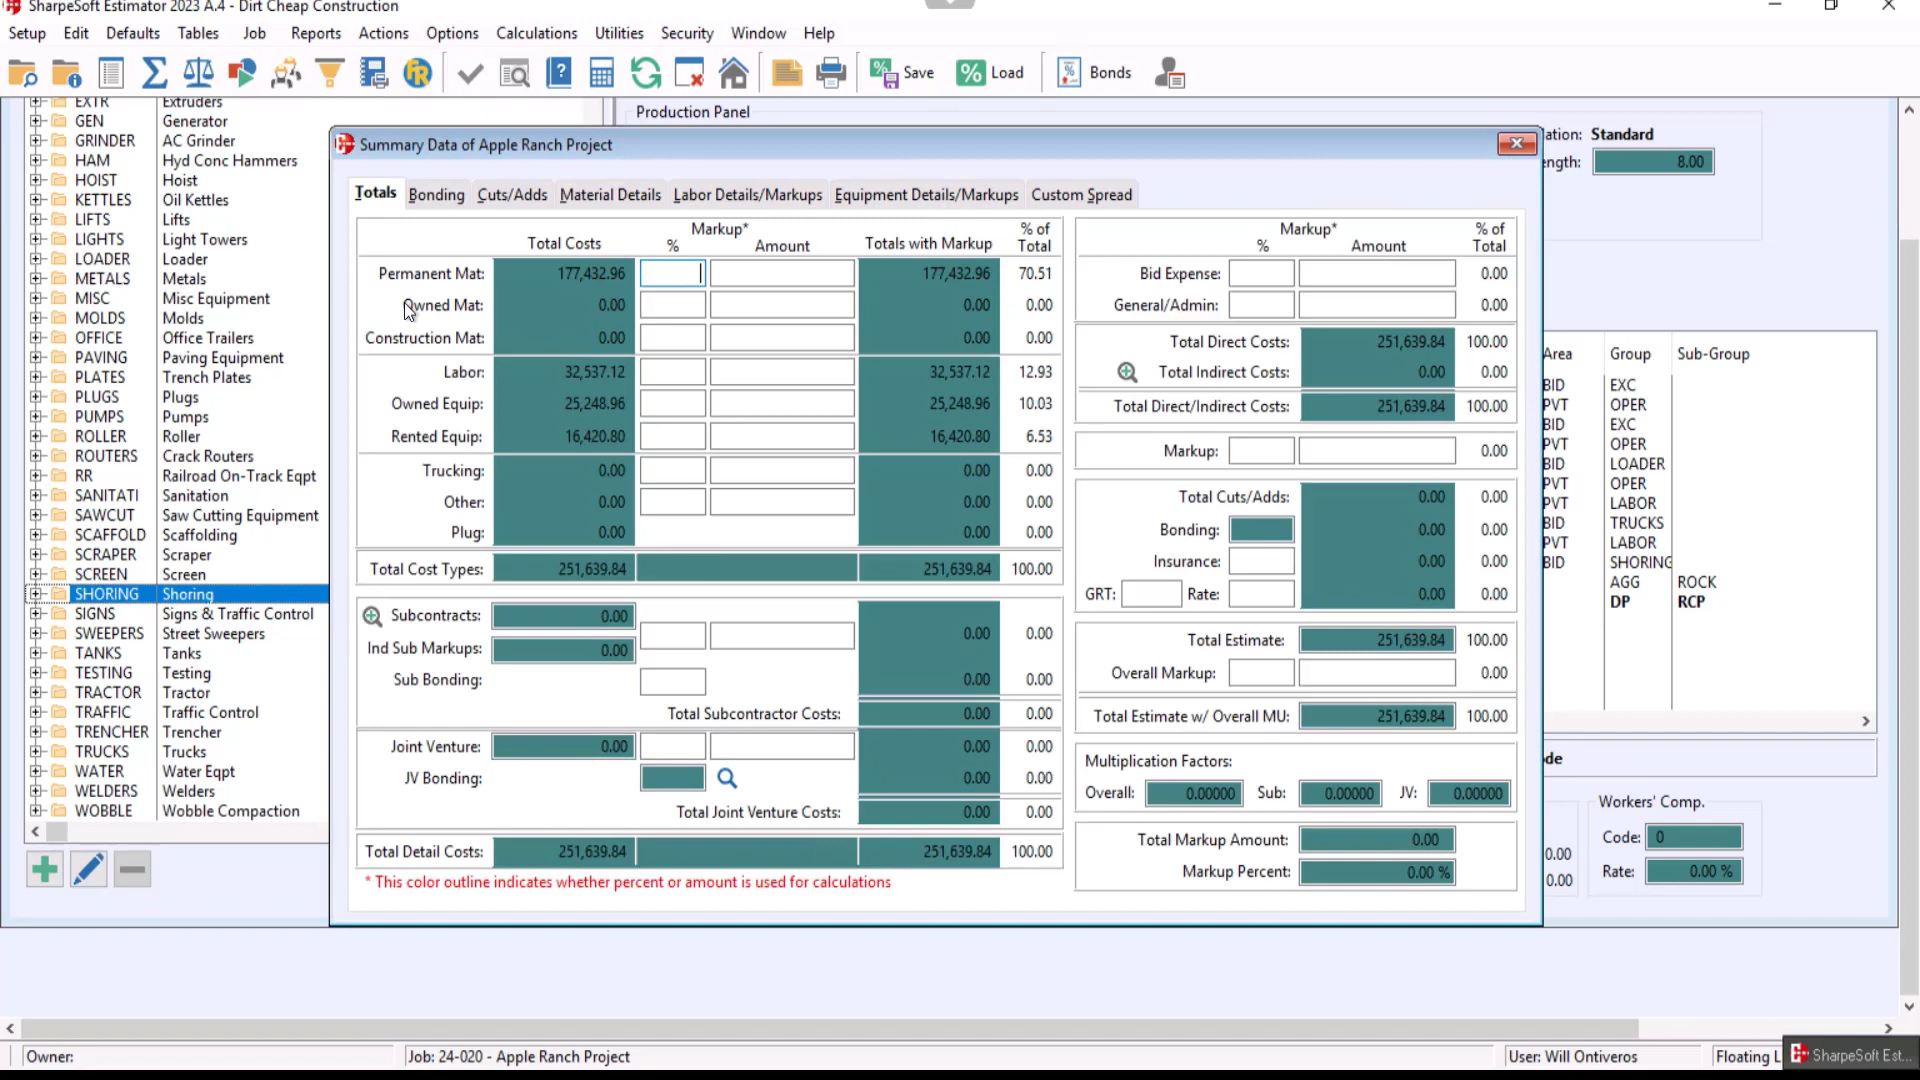 SharpeSoft Estimator 2023 A.4 - Dirt Cheap Construction
Setup Edit Defaults Tables Job Reports Actions Options Calculations Utilities Security Window Help
Save Load Bonds
EXTR Extruders
GEN Generator
GRINDER AC Grinder
HAM Hyd Conc Hammers
HOIST Hoist
KETTLES Oil Kettles
LIFTS Lifts
LIGHTS Light Towers
LOADER Loader
METALS Metals
MISC Misc Equipment
MOLDS Molds
OFFICE Office Trailers
PAVING Paving Equipment
PLATES Trench Plates
PLUGS Plugs
PUMPS Pumps
ROLLER Roller
ROUTERS Crack Routers
RR Railroad On-Track Eqpt
SANITATI Sanitation
SAWCUT Saw Cutting Equipment
SCAFFOLD Scaffolding
SCRAPER Scraper
SCREEN Screen
SHORING Shoring
SIGNS Signs & Traffic Control
SWEEPERS Street Sweepers
TANKS Tanks
TESTING Testing
TRACTOR Tractor
TRAFFIC Traffic Control
TRENCHER Trencher
TRUCKS Trucks
WATER Water Eqpt
WELDERS Welders
WOBBLE Wobble Compaction
Production Panel
Summary Data of Apple Ranch Project
Totals Bonding Cuts/Adds Material Details Labor Details/Markups Equipment Details/Markups Custom Spread
Total Costs % Markup* Amount Totals with Markup % of Total
Permanent Mat: 177,432.96 177,432.96 70.51
Owned Mat: 0.00 0.00 0.00
Construction Mat: 0.00 0.00 0.00
Labor: 32,537.12 32,537.12 12.93
Owned Equip: 25,248.96 25,248.96 10.03
Rented Equip: 16,420.80 16,420.80 6.53
Trucking: 0.00 0.00 0.00
Other: 0.00 0.00 0.00
Plug: 0.00 0.00 0.00
Total Cost Types: 251,639.84 251,639.84 100.00
Subcontracts: 0.00 0.00 0.00
Ind Sub Markups: 0.00
Sub Bonding: 0.00 0.00
Total Subcontractor Costs: 0.00 0.00
Joint Venture: 0.00 0.00 0.00
JV Bonding: 0.00 0.00
Total Joint Venture Costs: 0.00 0.00
Total Detail Costs: 251,639.84 251,639.84 100.00
* This color outline indicates whether percent or amount is used for calculations
% Markup* Amount % of Total
Bid Expense: 0.00
General/Admin: 0.00
Total Direct Costs: 251,639.84 100.00
Total Indirect Costs: 0.00 0.00
Total Direct/Indirect Costs: 251,639.84 100.00
Markup: 0.00
Total Cuts/Adds: 0.00 0.00
Bonding: 0.00 0.00
Insurance: 0.00 0.00
GRT: Rate: 0.00 0.00
Total Estimate: 251,639.84 100.00
Overall Markup: 0.00
Total Estimate w/ Overall MU: 251,639.84 100.00
Multiplication Factors:
Overall: 0.00000 Sub: 0.00000 JV: 0.00000
Total Markup Amount: 0.00
Markup Percent: 0.00 %
ation: Standard
ength: 8.00
Area Group Sub-Group
BID EXC
PVT OPER
BID EXC
PVT OPER
BID LOADER
PVT OPER
PVT LABOR
BID TRUCKS
PVT LABOR
BID SHORING
AGG ROCK
DP RCP
de
Workers' Comp.
Code: 0
0.00
Rate: 0.00 %
0.00
Owner: Job: 24-020 - Apple Ranch Project User: Will Ontiveros Floating L
SharpeSoft Est...